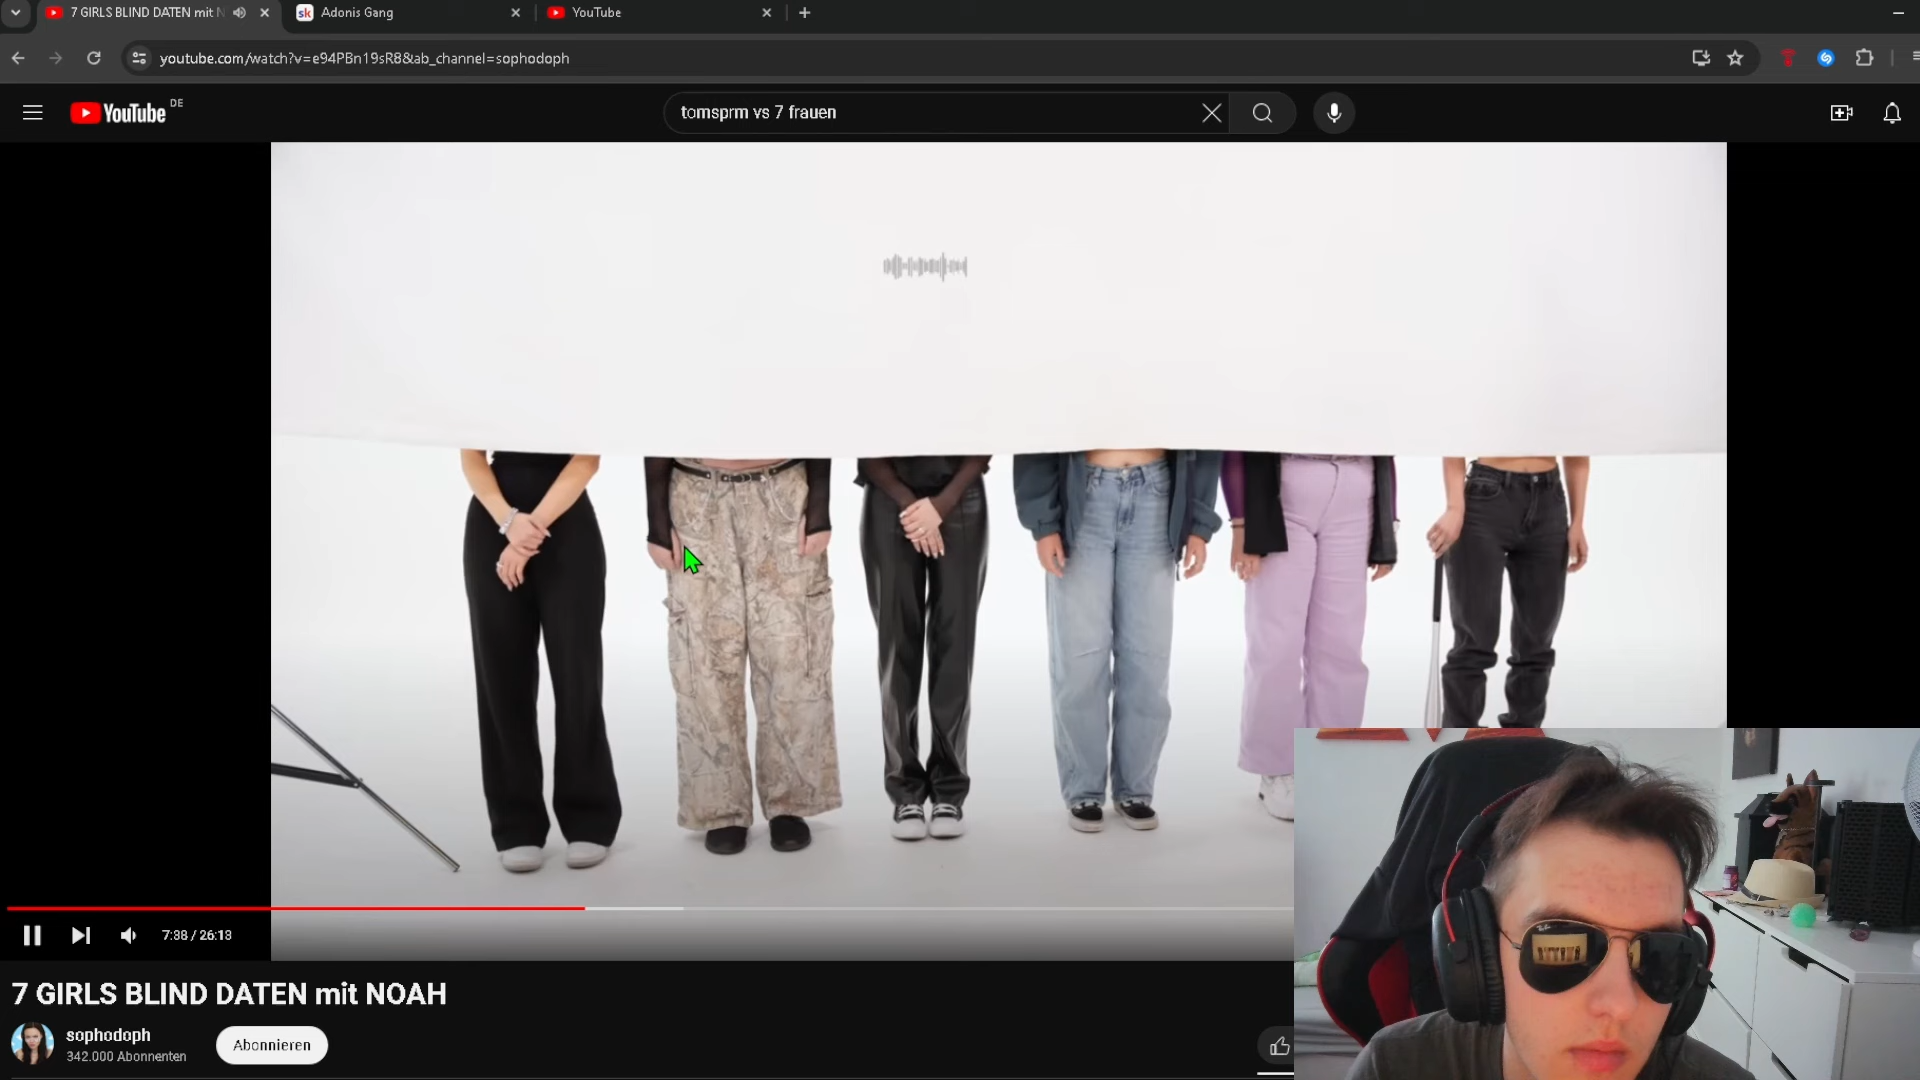 7 GIRLS BLIND DATEN mit N
Adonis Gang
YouTube
youtube.com/watch?v=e94PBn19sR8&ab_channel=sophodoph
YouTube DE
tomsprm vs 7 frauen
7:38 / 26:13
7 GIRLS BLIND DATEN mit NOAH
sophodoph
342.000 Abonnenten
Abonnieren